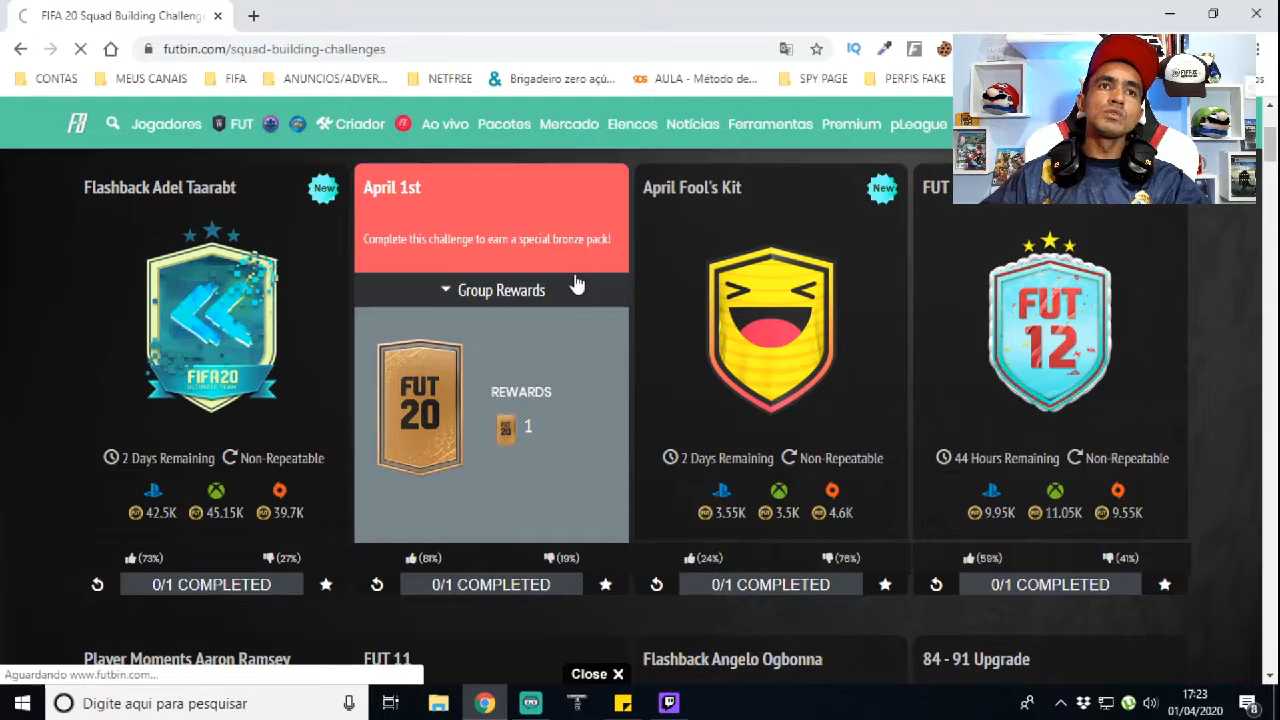 FIFA 20 Squad Building Challeng
futbin.com/squad-building-challenges
CONTAS
MEUS CANAIS
FIFA
ANUNCIOS/ADVER...
NETFREE
Brigadeiro zero açú...
AULA - Método de...
SPY PAGE
PERFIS FAKE
Jogadores
FUT
Criador
Ao vivo
Pacotes
Mercado
Elencos
Notícias
Ferramentas
Premium
pLeague
Flashback Adel Taarabt
New
FIFA20
ULTIMATE TEAM
2 Days Remaining
Non-Repeatable
42.5K
45.15K
39.7K
(73%)
(27%)
0/1 COMPLETED
April 1st
Complete this challenge to earn a special bronze pack!
Group Rewards
FUT
20
REWARDS
1
(81%)
(19%)
0/1 COMPLETED
April Fool's Kit
New
2 Days Remaining
Non-Repeatable
3.55K
3.5K
4.6K
(24%)
(76%)
0/1 COMPLETED
FUT
FUT
12
44 Hours Remaining
Non-Repeatable
9.95K
11.05K
9.55K
(59%)
(41%)
0/1 COMPLETED
Player Moments Aaron Ramsey
FUT 11
Flashback Angelo Ogbonna
84 - 91 Upgrade
Aguardando www.futbin.com...
Close
Digite aqui para pesquisar
17:23
01/04/2020